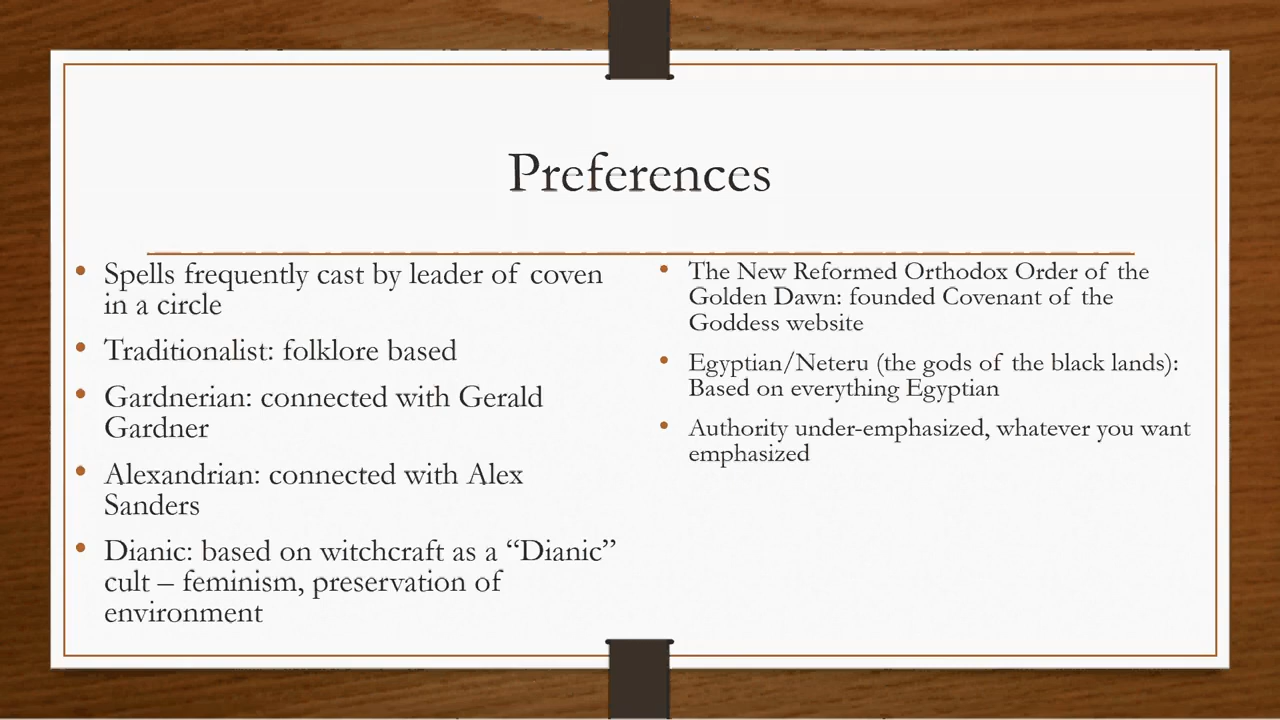 Preferences
• Spells frequently cast by leader of coven
in a circle
• Traditionalist: folklore based
• Gardnerian: connected with Gerald
Gardner
• Alexandrian: connected with Alex
Sanders
• Dianic: based on witchcraft as a “Dianic”
cult – feminism, preservation of
environment
• The New Reformed Orthodox Order of the
Golden Dawn: founded Covenant of the
Goddess website
• Egyptian/Neteru (the gods of the black lands):
Based on everything Egyptian
• Authority under-emphasized, whatever you want
emphasized